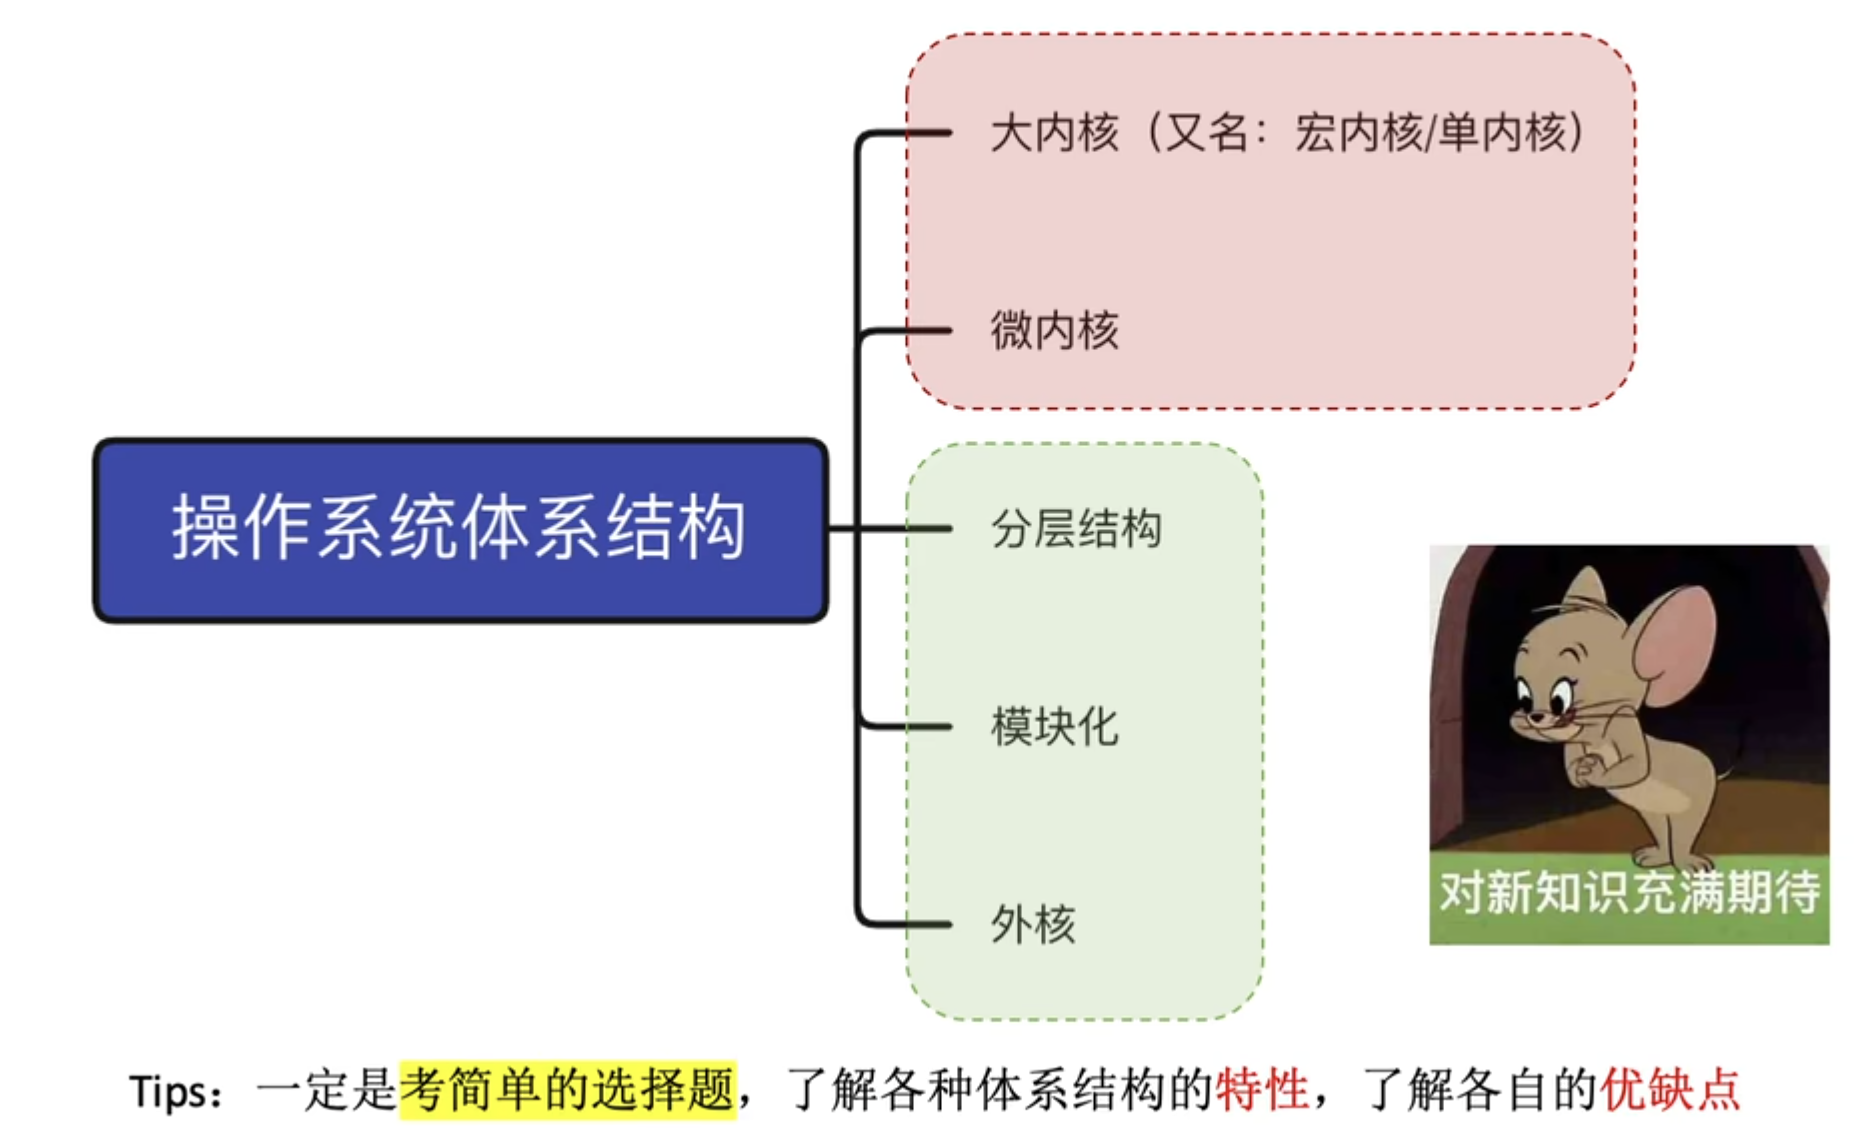 大内核（又名：宏内核/单内核）
微内核
操作系统体系结构
分层结构
模块化
外核
对新知识充满期待
Tips：一定是考简单的选择题，了解各种体系结构的特性，了解各自的优缺点